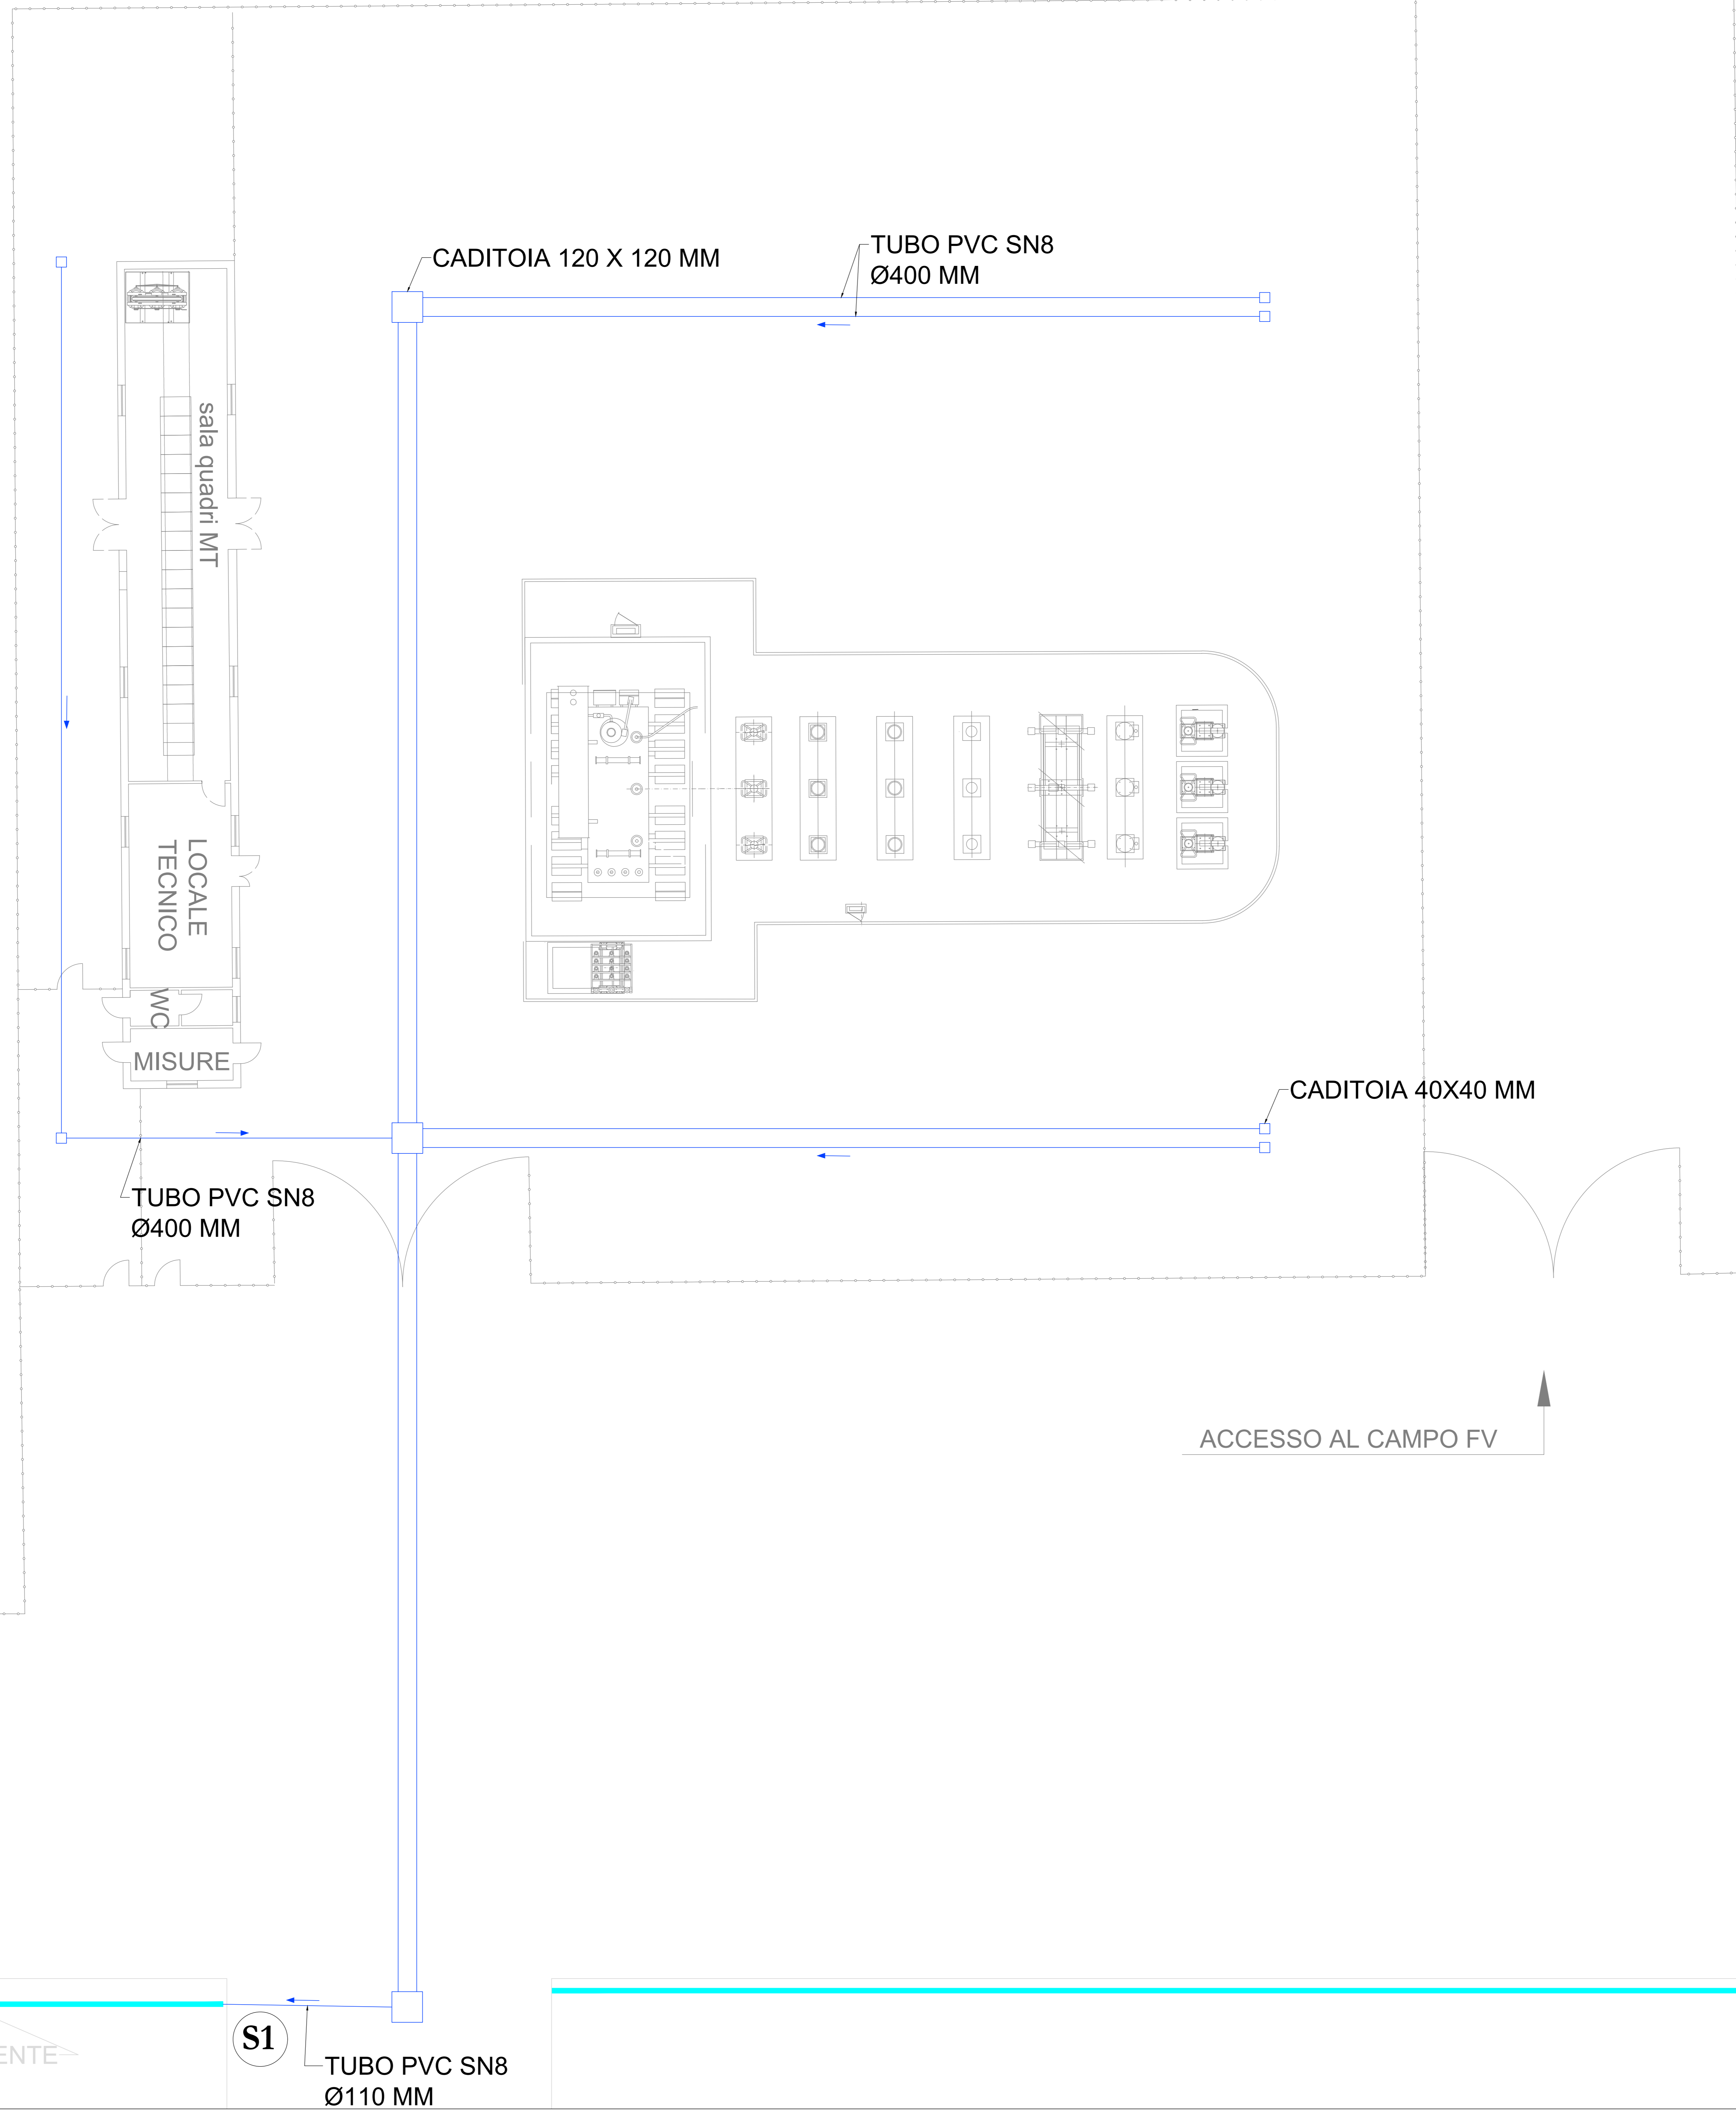 CADITOIA 120 X 120 MM
TUBO PVC SN8
Ø400 MM
sala quadri MT
LOCALE
TECNICO
WC
MISURE
CADITOIA 40X40 MM
TUBO PVC SN8
Ø400 MM
ACCESSO AL CAMPO FV
S1
ENTE
TUBO PVC SN8
Ø110 MM